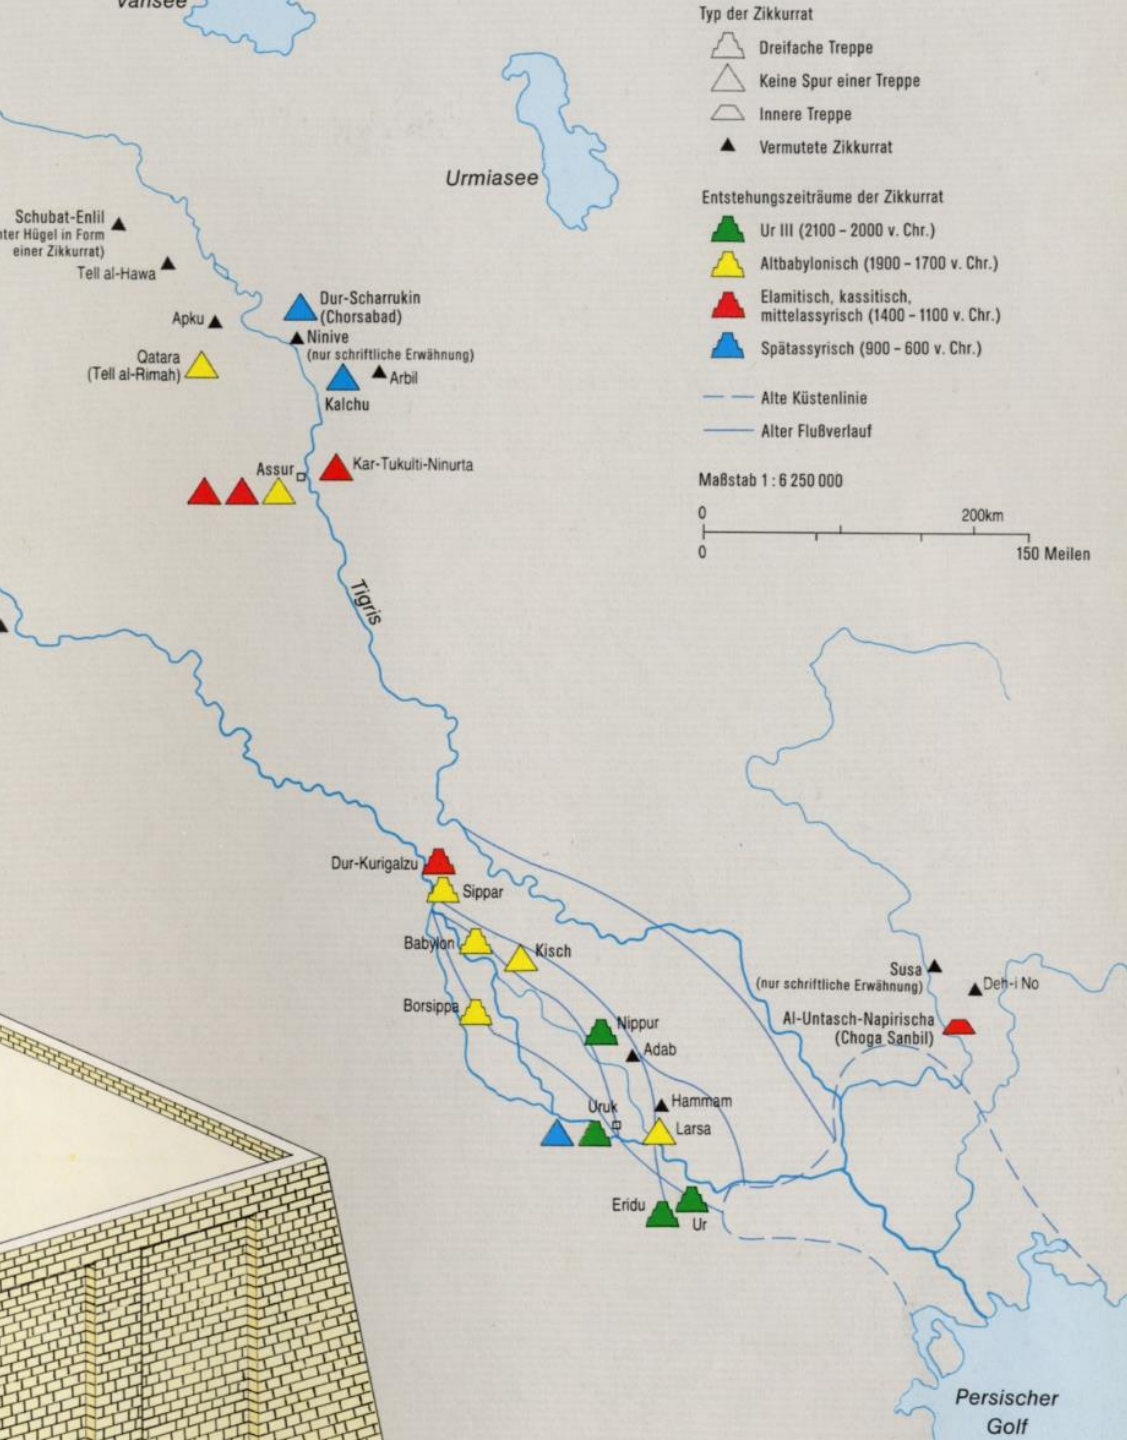 Vansee
Urmiasee
Typ der Zikkurrat
Dreifache Treppe
Keine Spur einer Treppe
Innere Treppe
Vermutete Zikkurrat
Entstehungszeiträume der Zikkurrat
Ur III (2100 – 2000 v. Chr.)
Altbabylonisch (1900 – 1700 v. Chr.)
Elamitisch, kassitisch,
mittelassyrisch (1400 – 1100 v. Chr.)
Spätassyrisch (900 – 600 v. Chr.)
Alte Küstenlinie
Alter Flußverlauf
Maßstab 1 : 6 250 000
0
200km
0
150 Meilen
Schubat-Enlil
Hügel in Form
einer Zikkurrat)
Tell al-Hawa
Apku
Qatara
(Tell al-Rimah)
Dur-Scharrukin
(Chorsabad)
Ninive
(nur schriftliche Erwähnung)
Arbil
Kalchu
Assur
Kar-Tukulti-Ninurta
Tigris
Dur-Kurigalzu
Sippar
Babylon
Kisch
Borsippa
Nippur
Adab
Hammam
Uruk
Larsa
Eridu
Ur
Susa
(nur schriftliche Erwähnung)
Deh-i No
Al-Untasch-Napirischa
(Choga Sanbil)
Persischer
Golf